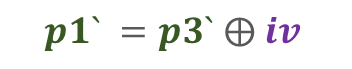 p1` = p3` ⊕ iv